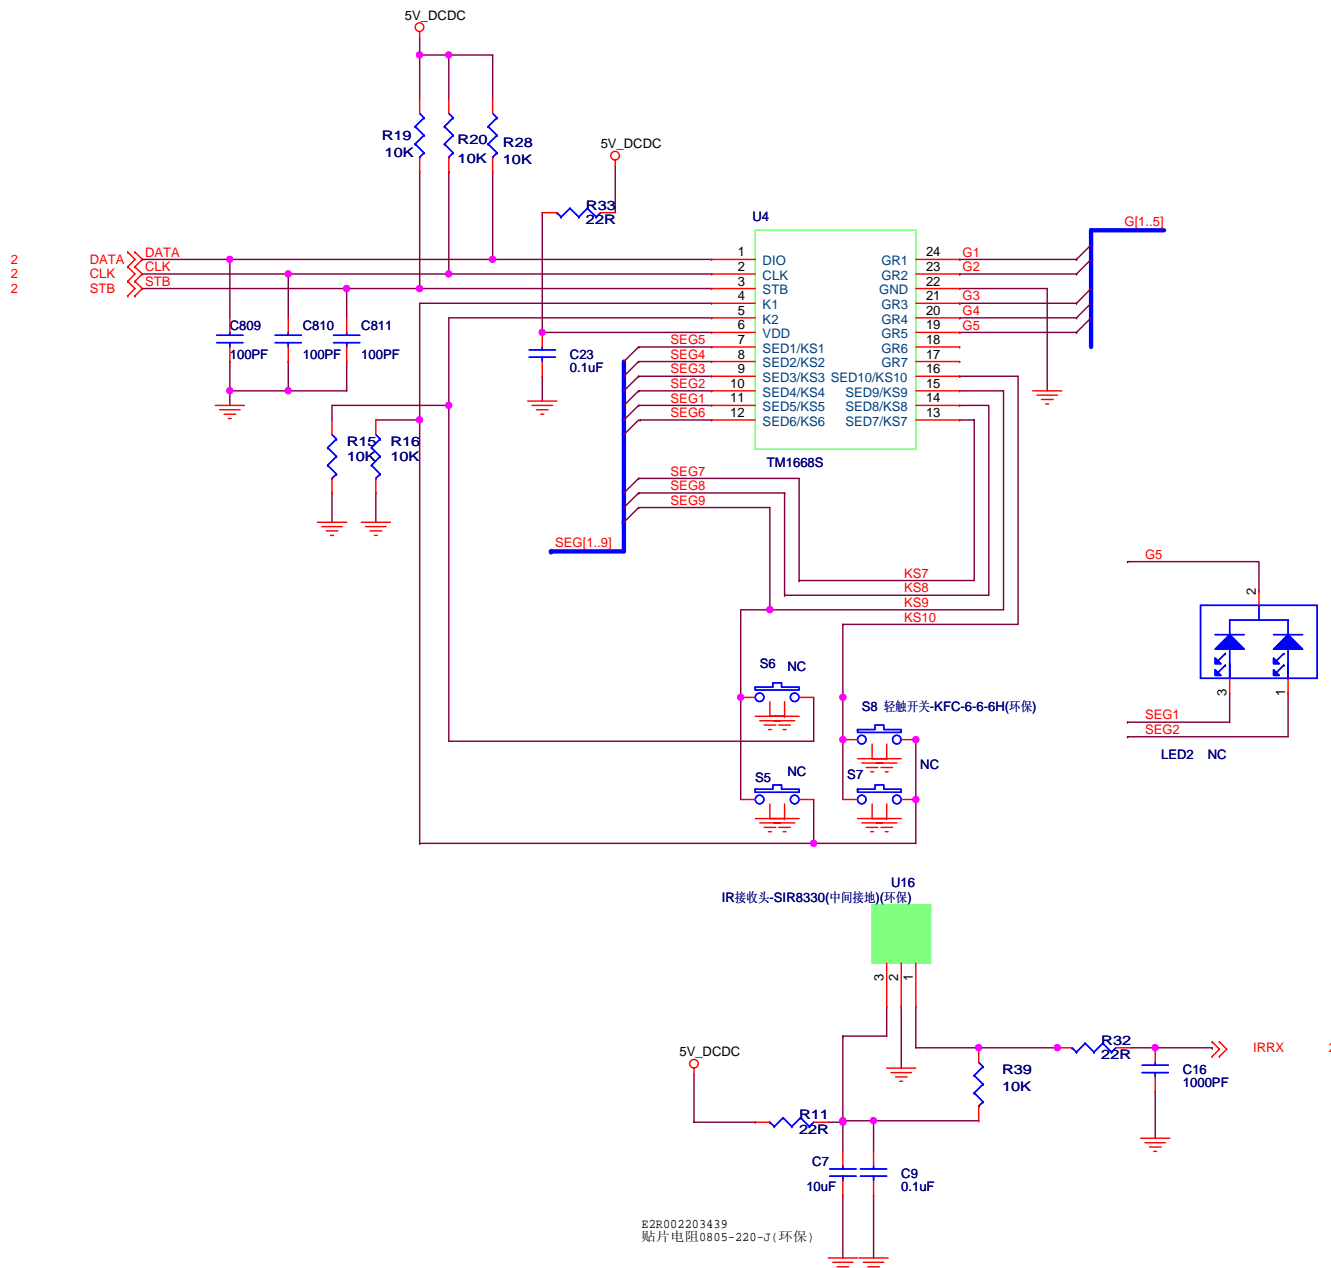 5V_DCDC
R19
10K
R20
10K
R28
10K
5V_DCDC
R33
22R
U4
G[1..5]
2 DATA DATA
2 CLK CLK
2 STB STB
1 DIO
2 CLK
3 STB
4 K1
5 K2
6 VDD
SEG5 7 SED1/KS1
SEG4 8 SED2/KS2
SEG3 9 SED3/KS3
SEG2 10 SED4/KS4
SEG1 11 SED5/KS5
SEG6 12 SED6/KS6
GR1 24 G1
GR2 23 G2
GND 22
GR3 21 G3
GR4 20 G4
GR5 19 G5
GR6 18
GR7 17
SED10/KS10 16
SED9/KS9 15
SED8/KS8 14
SED7/KS7 13
TM1668S
C809
100PF
C810
100PF
C811
100PF
C23
0.1uF
R15
10K
R16
10K
SEG7
SEG8
SEG9
SEG[1..9]
KS7
KS8
KS9
KS10
G5
2
3
1
SEG1
SEG2
LED2 NC
S6 NC
S8 轻触开关-KFC-6-6-6H(环保)
NC
S5 NC
S7
U16
IR接收头-SIR8330(中间接地)(环保)
3
2
1
5V_DCDC
R11
22R
R39
10K
R32
22R
C16
1000PF
IRRX
C7
10uF
C9
0.1uF
E2R002203439
贴片电阻0805-220-J(环保)